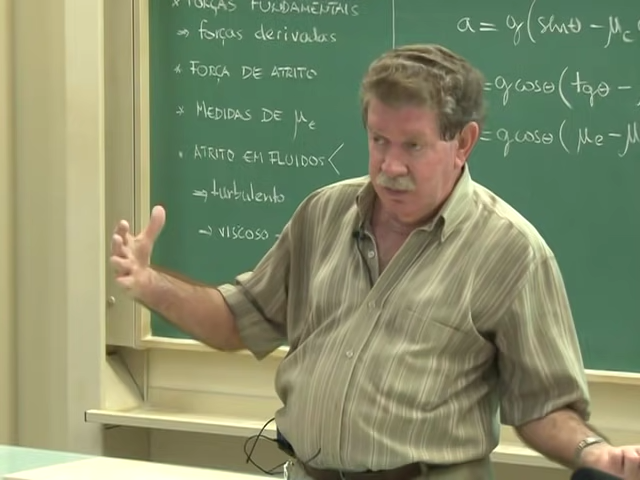 * FORÇAS FUNDAMENTAIS
⇒ forças derivadas
* FORÇA DE ATRITO
* MEDIDAS DE μe
* ATRITO EM FLUIDOS <
⇒ turbulento
→ viscoso -
a = g(sinθ - μc
= g cosθ (tgθ -
= g cosθ (μe - μ